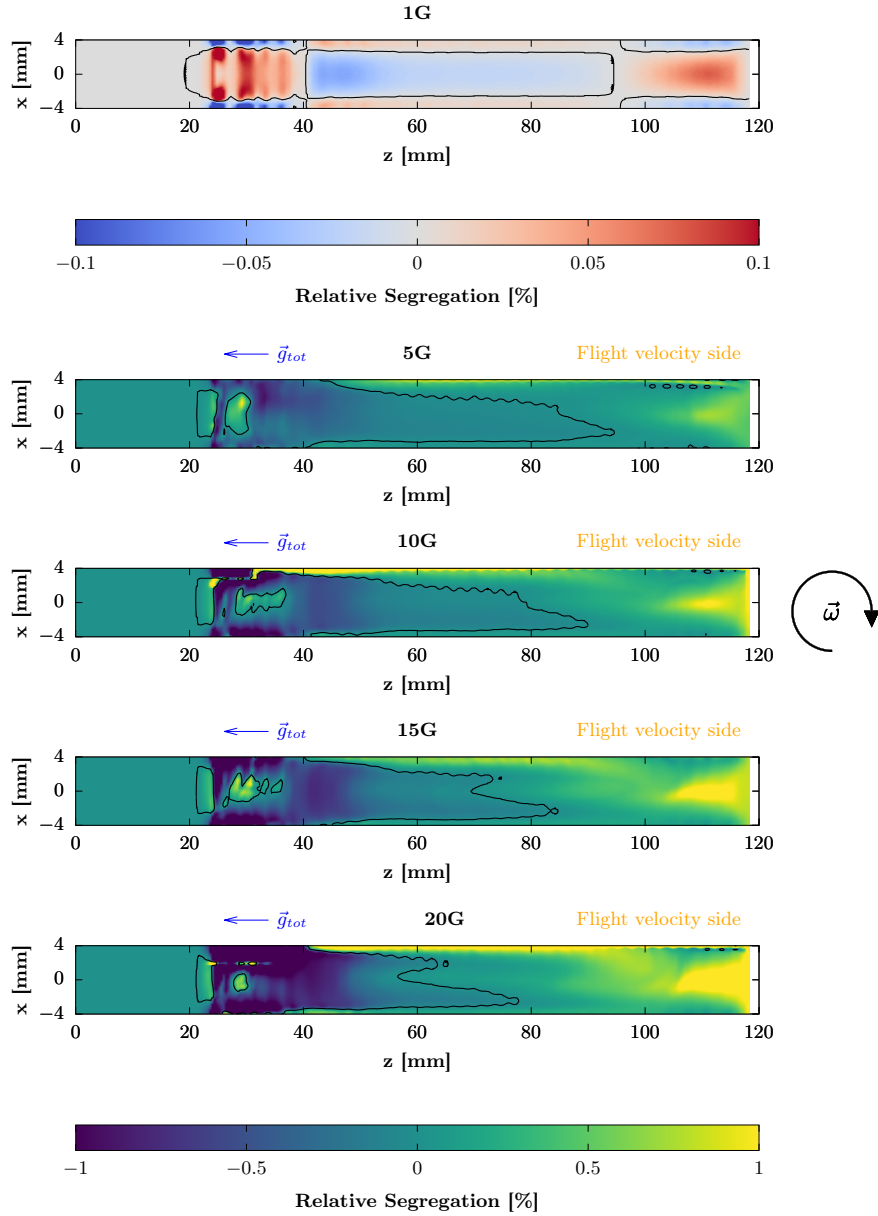 1G
x [mm]
4
0
−4
0 20 40 60 80 100 120
z [mm]
−0.1 −0.05 0 0.05 0.1
Relative Segregation [%]
g⃗tot 5G Flight velocity side
x [mm]
4
0
−4
0 20 40 60 80 100 120
z [mm]
g⃗tot 10G Flight velocity side
x [mm]
4
0
−4
0 20 40 60 80 100 120
z [mm]
ω⃗
g⃗tot 15G Flight velocity side
x [mm]
4
0
−4
0 20 40 60 80 100 120
z [mm]
g⃗tot 20G Flight velocity side
x [mm]
4
0
−4
0 20 40 60 80 100 120
z [mm]
−1 −0.5 0 0.5 1
Relative Segregation [%]